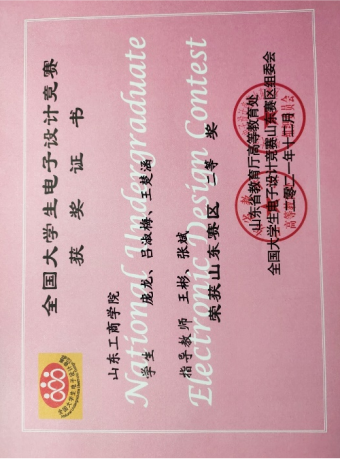 全国大学生电子设计竞赛
获奖证书
National Undergraduate
Electronic Design Contest
山东工商学院
学生 庞龙、吕淑梅、王楚涵
指导教师 王彬、张斌
荣获山东赛区 二等 奖
山东省教育厅高等教育处
全国大学生电子设计竞赛山东赛区组委会
二零二一年十二月